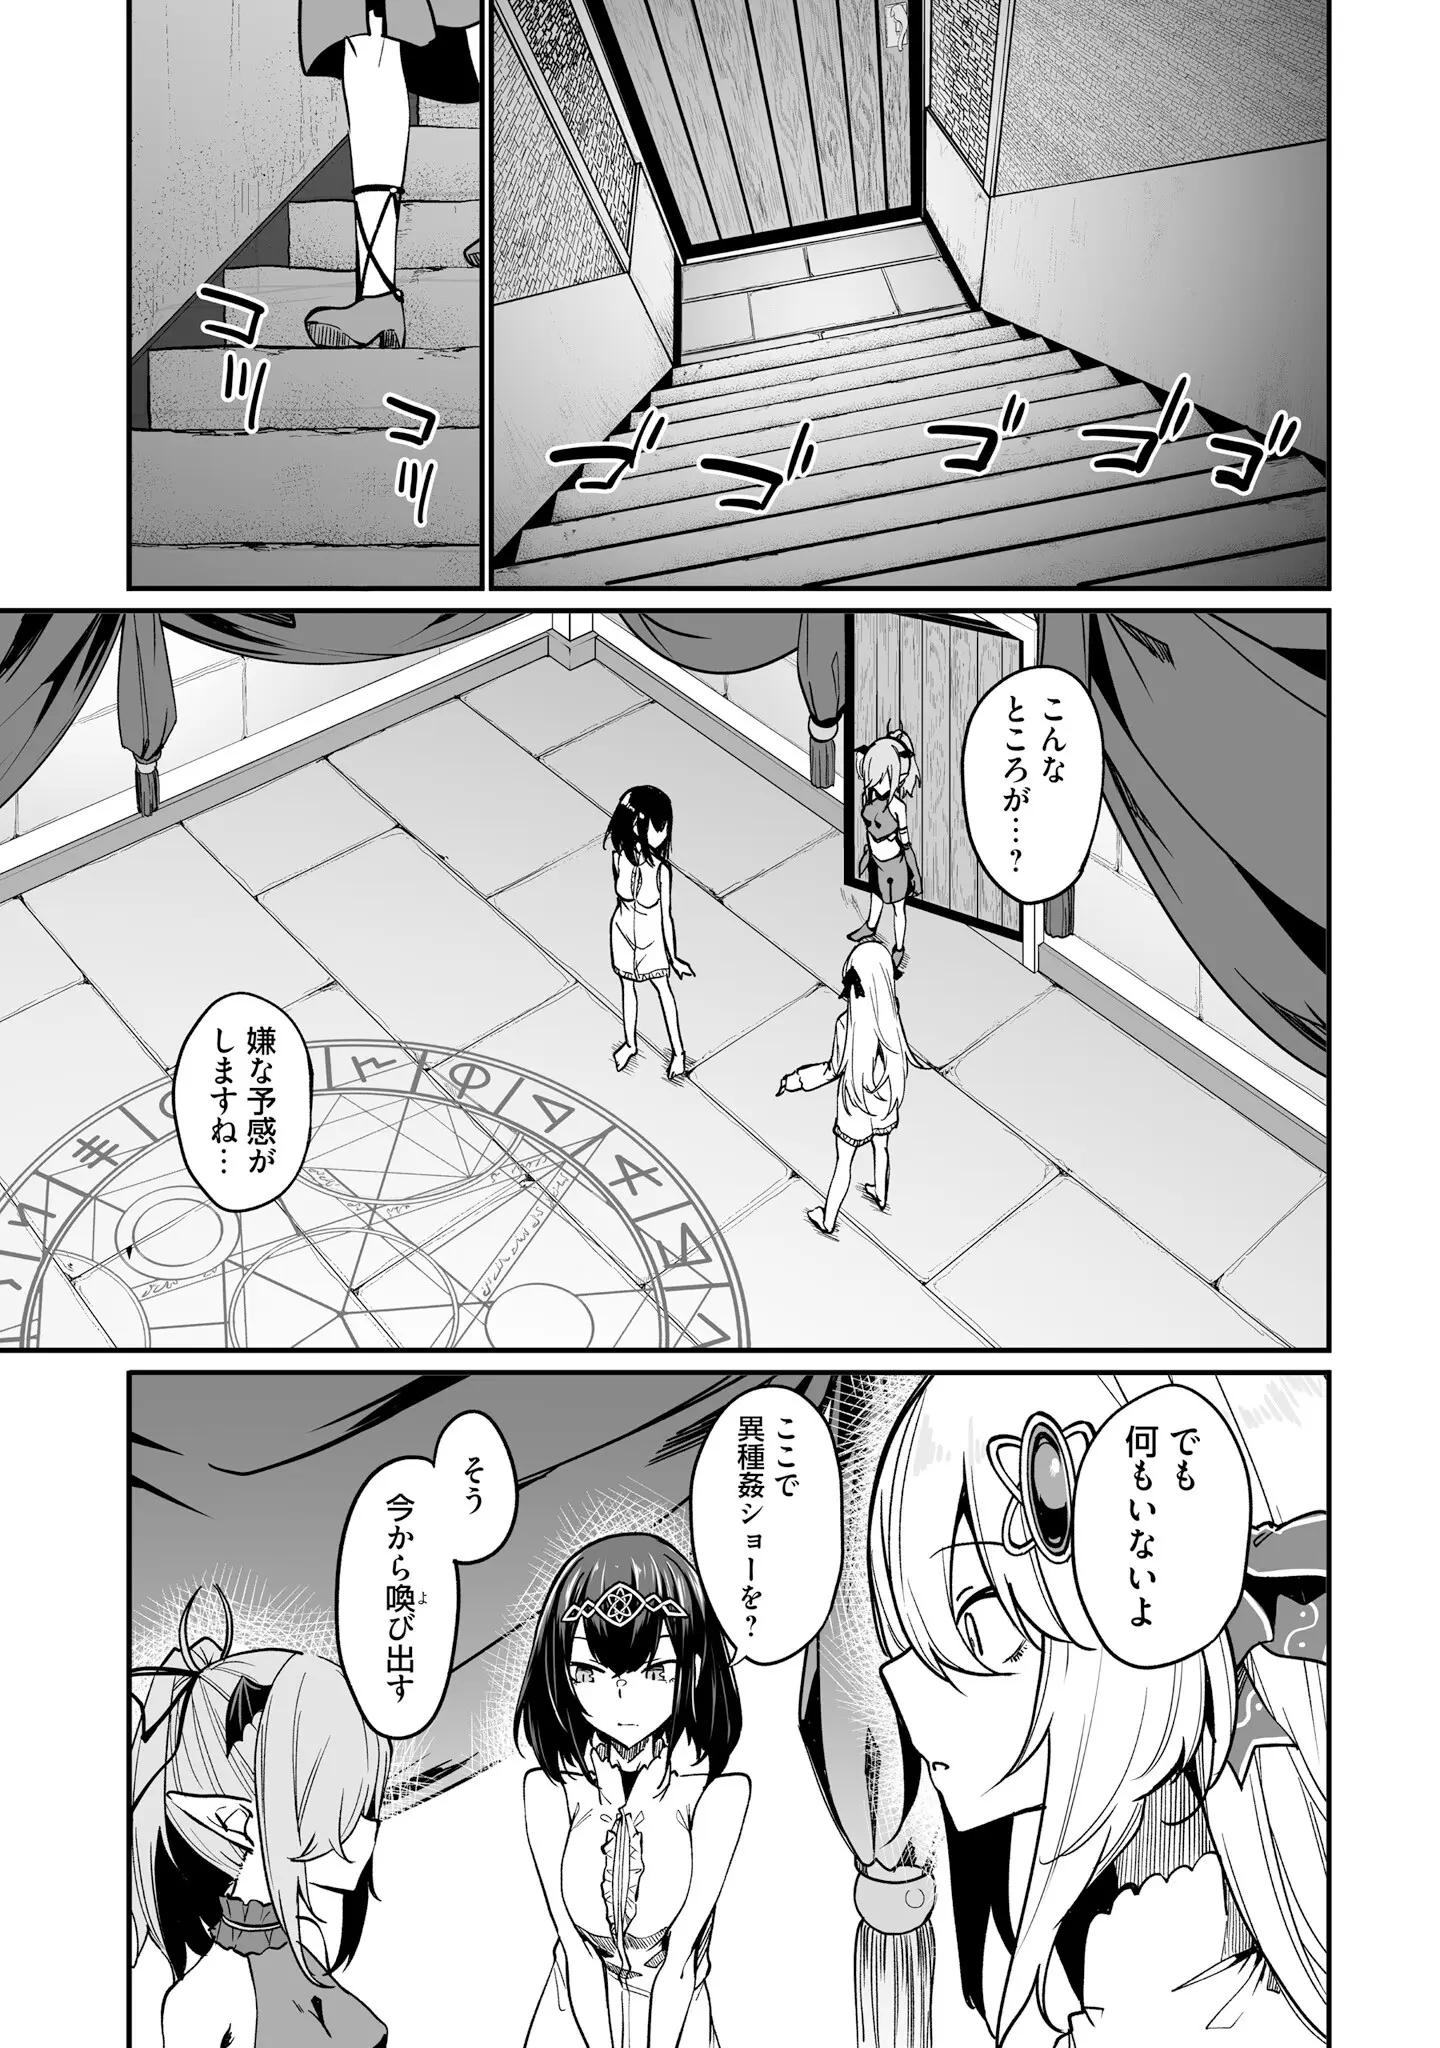 ゴゴゴゴゴ
コツ
コツ
こんな
ところが…?
嫌な予感が
しますね…
でも
何もいないよ
ここで
異種姦ショーを?
そう
今から喚び出す
よ